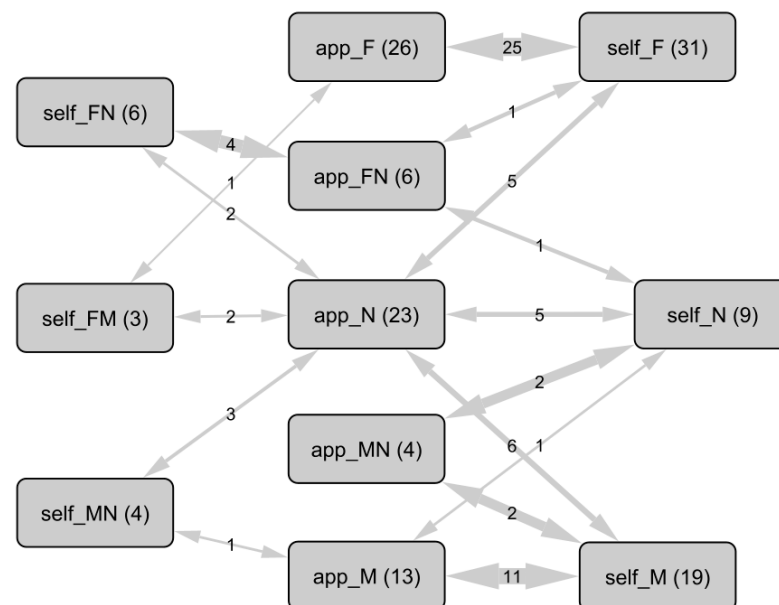 app_F (26)
25
self_F (31)
self_FN (6)
4
1
app_FN (6)
1
5
2
1
self_FM (3)
2
app_N (23)
5
self_N (9)
2
3
app_MN (4)
6
1
self_MN (4)
2
1
app_M (13)
11
self_M (19)